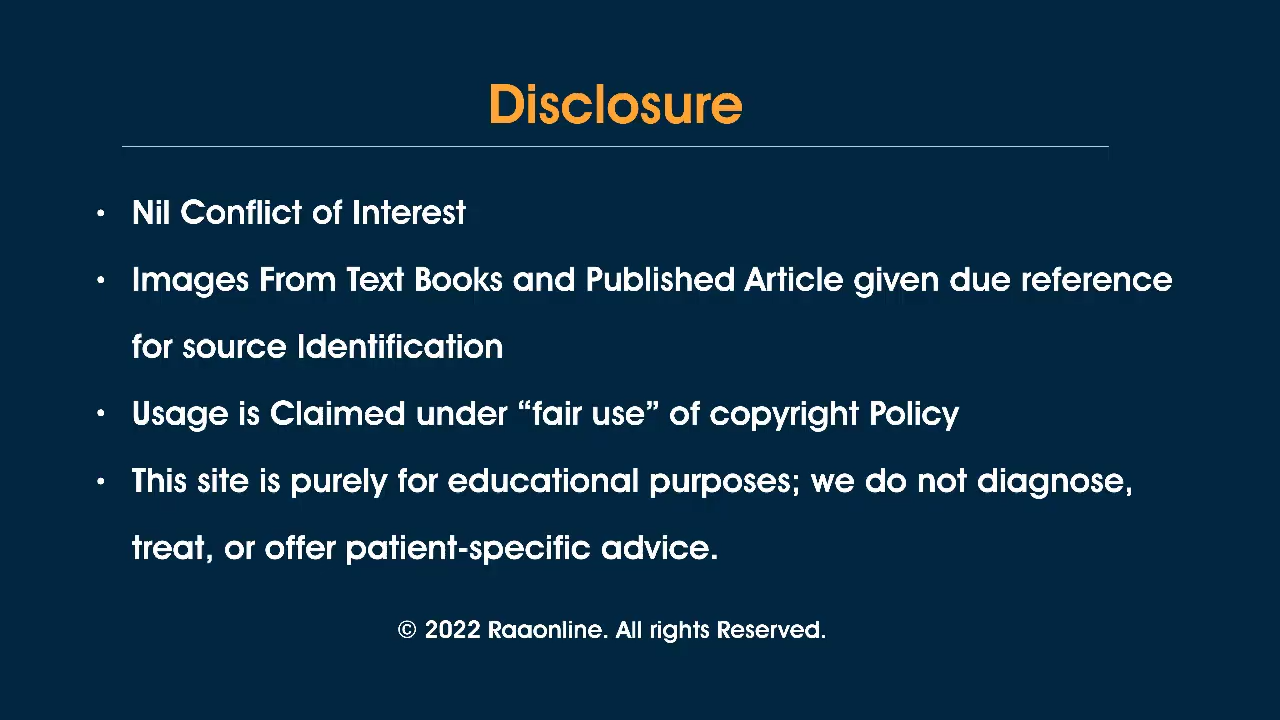 Disclosure
• Nil Conflict of Interest
• Images From Text Books and Published Article given due reference
for source Identification
• Usage is Claimed under “fair use” of copyright Policy
• This site is purely for educational purposes; we do not diagnose,
treat, or offer patient-specific advice.
© 2022 Raaonline. All rights Reserved.